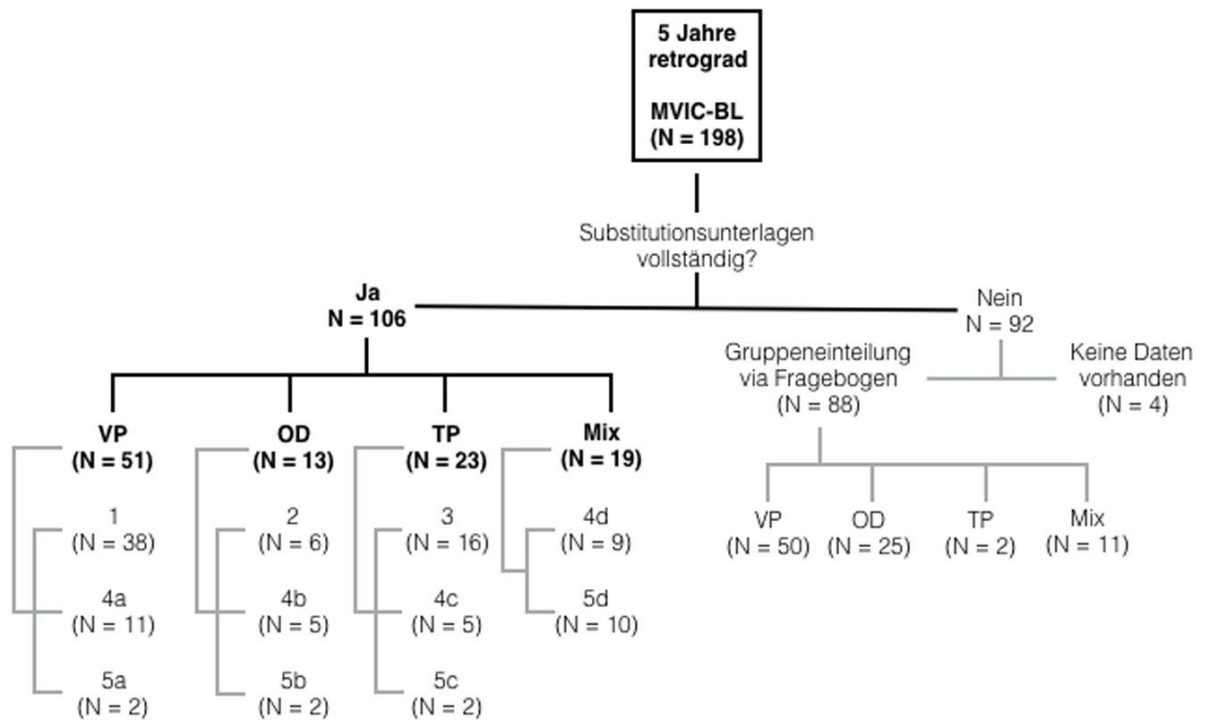 5 Jahre
retrograd
MVIC-BL
(N = 198)
Substitutionsunterlagen
vollständig?
Ja
N = 106
Nein
N = 92
Gruppeneinteilung
via Fragebogen
(N = 88)
Keine Daten
vorhanden
(N = 4)
VP
(N = 51)
OD
(N = 13)
TP
(N = 23)
Mix
(N = 19)
1
(N = 38)
2
(N = 6)
3
(N = 16)
4d
(N = 9)
4a
(N = 11)
4b
(N = 5)
4c
(N = 5)
5d
(N = 10)
5a
(N = 2)
5b
(N = 2)
5c
(N = 2)
VP
(N = 50)
OD
(N = 25)
TP
(N = 2)
Mix
(N = 11)